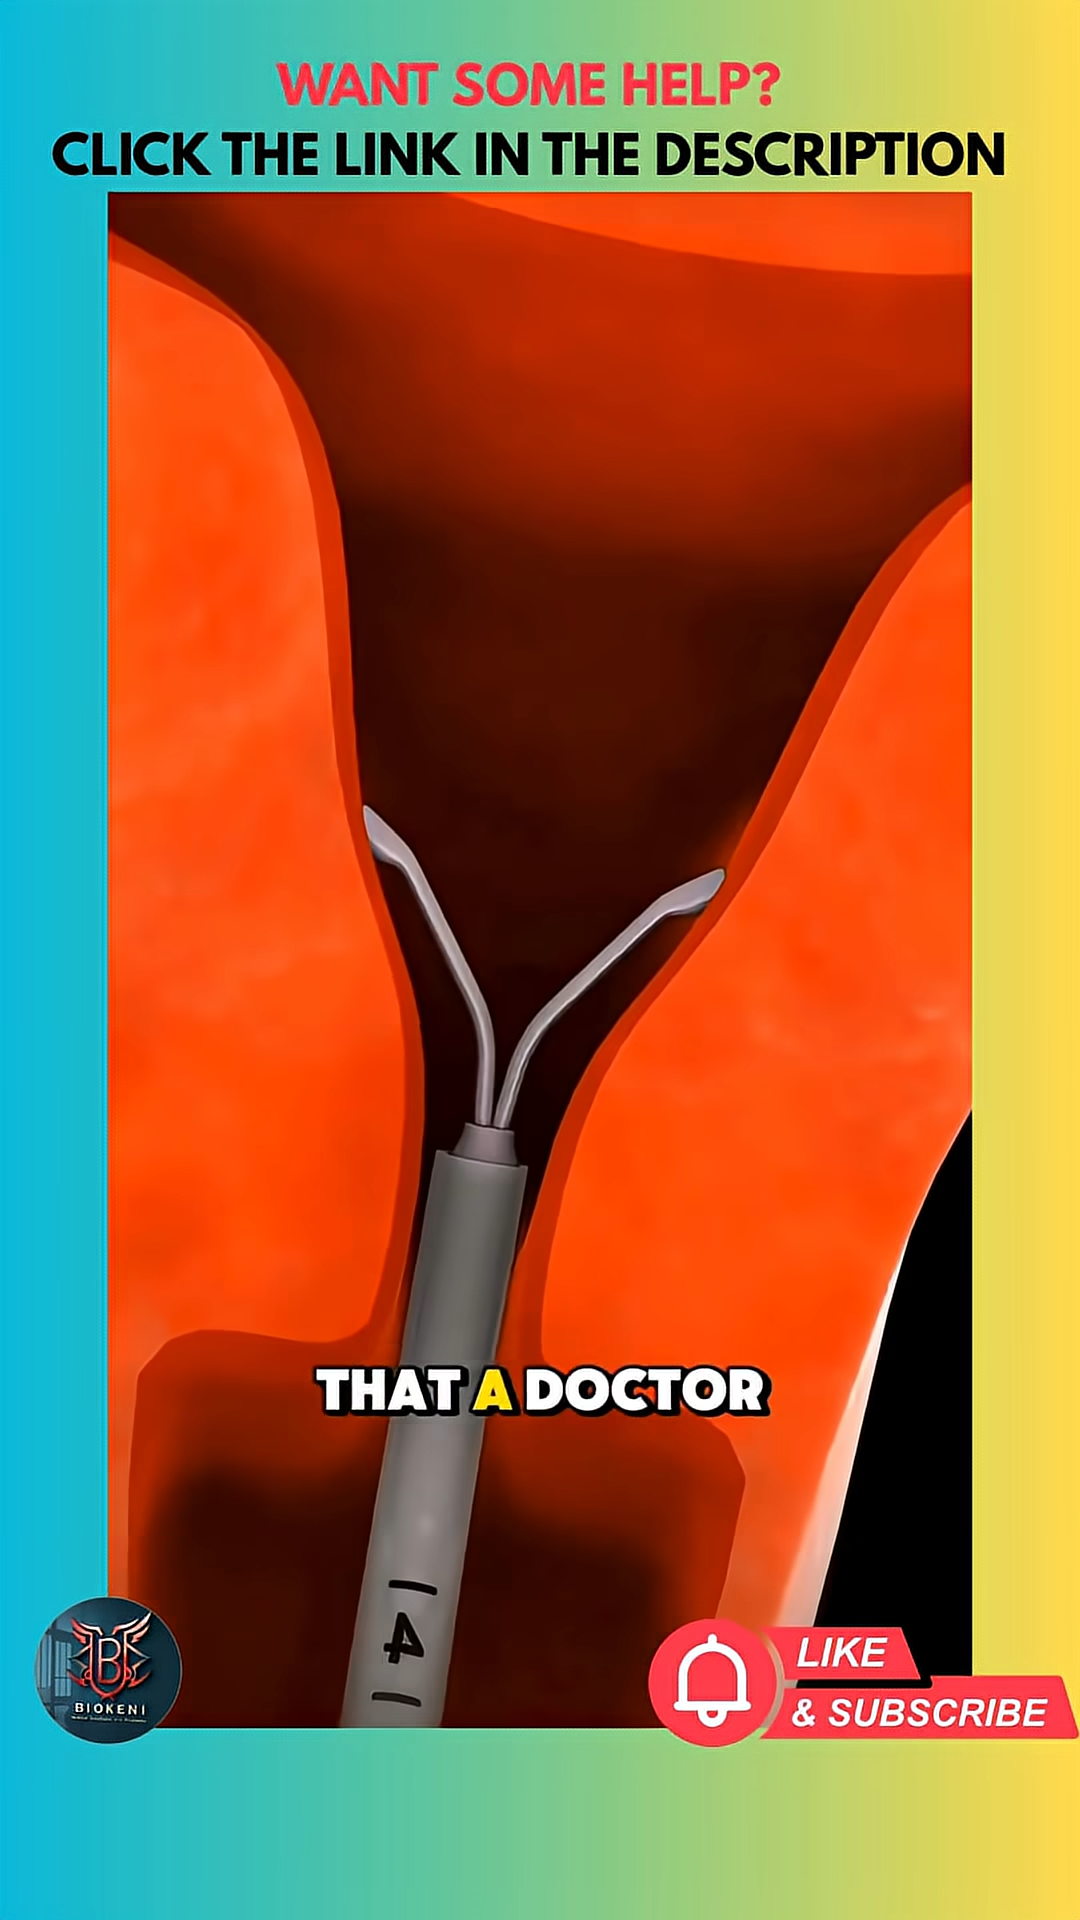 WANT SOME HELP?
CLICK THE LINK IN THE DESCRIPTION
THAT A DOCTOR
4
BIOKENI
LIKE
& SUBSCRIBE